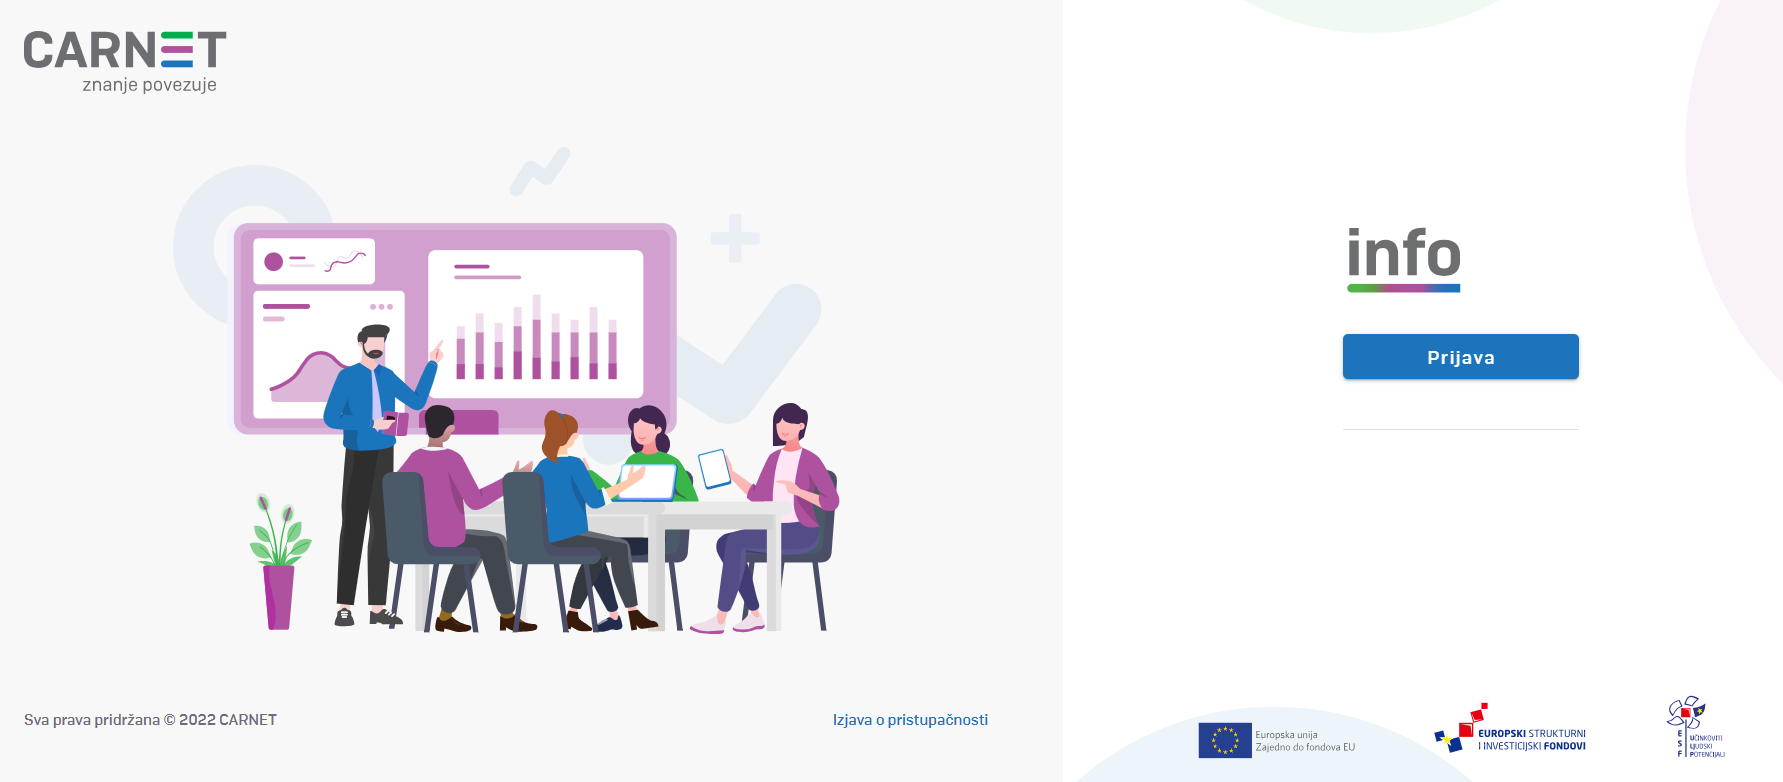 CARNET
znanje povezuje
info
Prijava
Sva prava pridržana © 2022 CARNET
Izjava o pristupačnosti
Europska unija
Zajedno do fondova EU
EUROPSKI STRUKTURNI
I INVESTICIJSKI FONDOVI
ESF
UČINKOVITI
LJUDSKI
POTENCIJALI